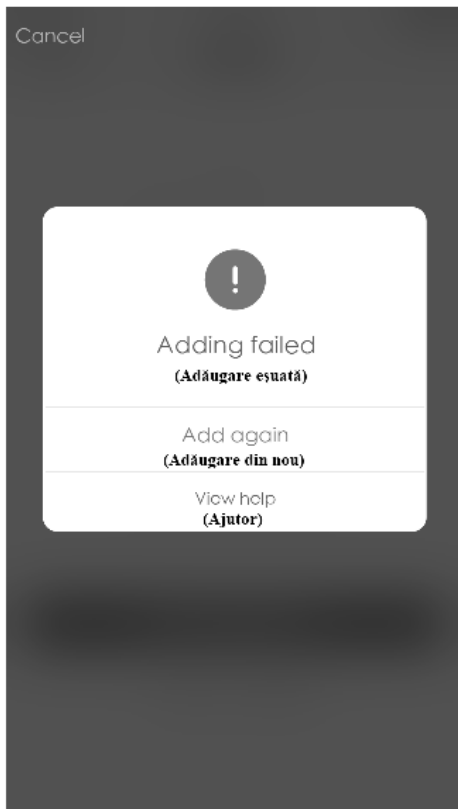 Cancel
!
Adding failed
(Adăugare eșuată)
Add again
(Adăugare din nou)
View help
(Ajutor)